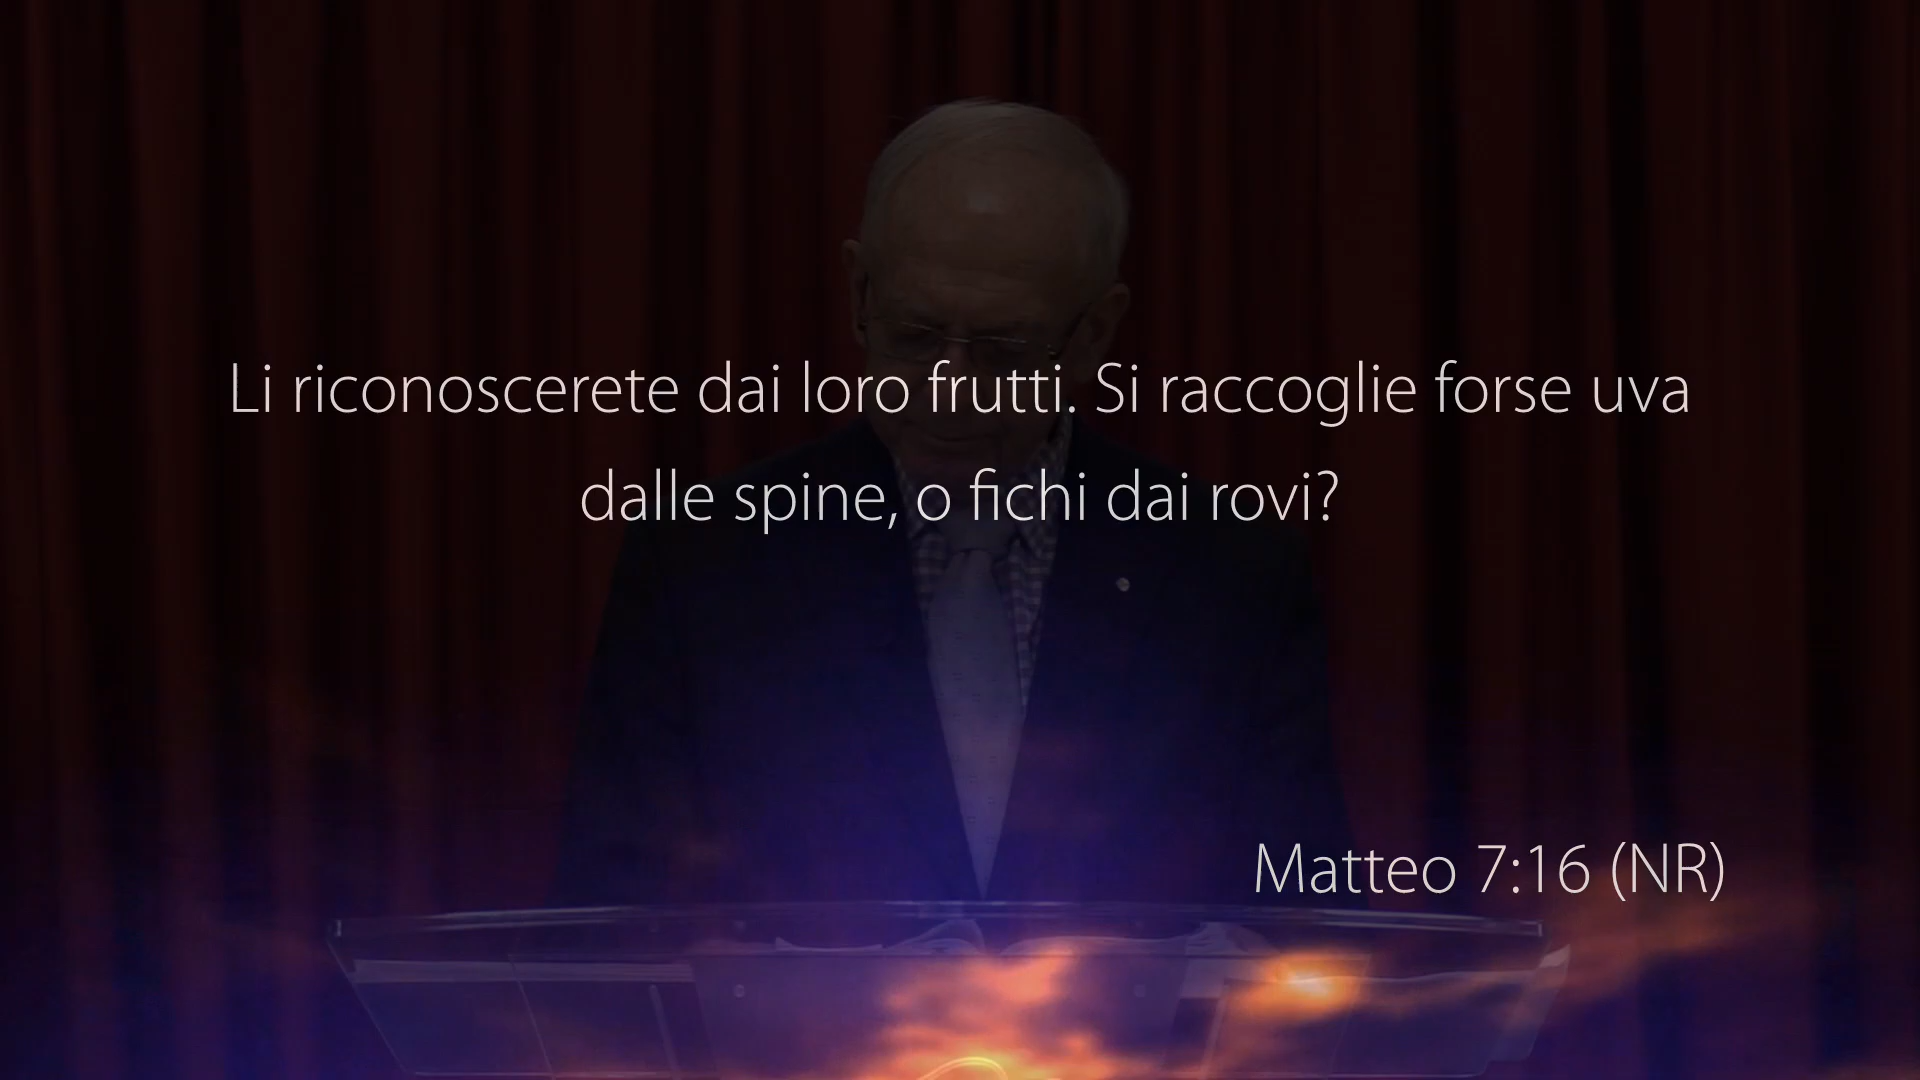 Li riconoscerete dai loro frutti. Si raccoglie forse uva
dalle spine, o fichi dai rovi?
Matteo 7:16 (NR)